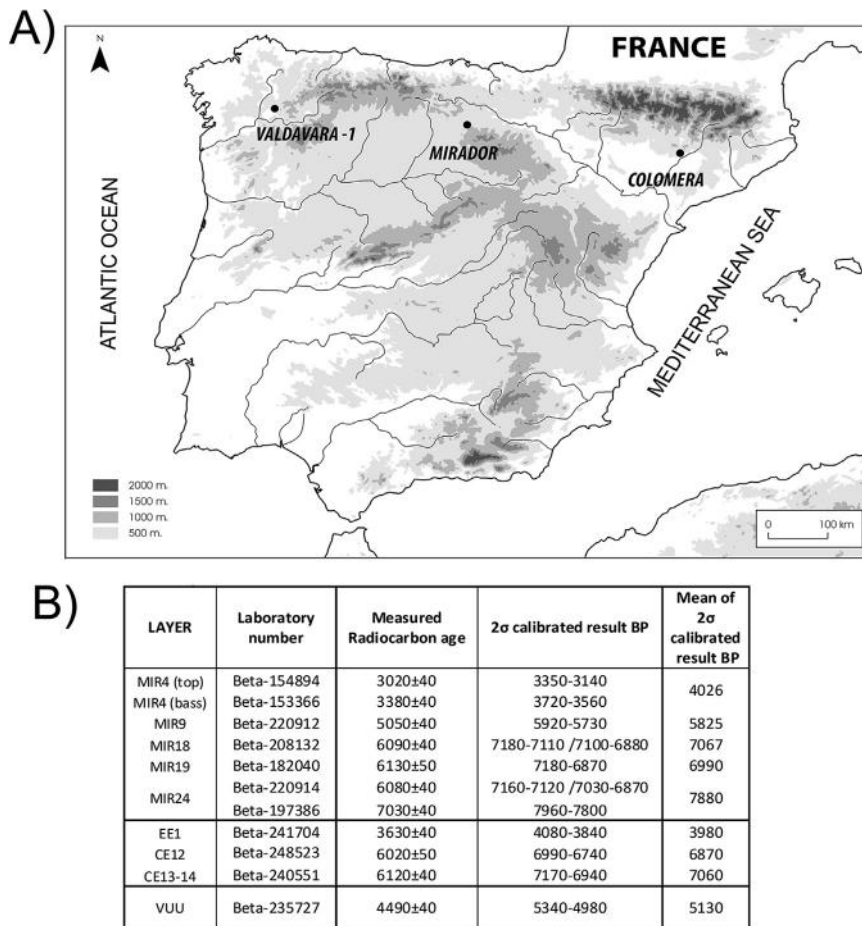 A)
N
FRANCE
VALDAVARA -1
MIRADOR
COLOMERA
ATLANTIC OCEAN
MEDITERRANEAN SEA
2000 m.
1500 m.
1000 m.
500 m.
0 100 km
B)
LAYER Laboratory number Measured Radiocarbon age 2σ calibrated result BP Mean of 2σ calibrated result BP
MIR4 (top) Beta-154894 3020±40 3350-3140 4026
MIR4 (bass) Beta-153366 3380±40 3720-3560
MIR9 Beta-220912 5050±40 5920-5730 5825
MIR18 Beta-208132 6090±40 7180-7110 /7100-6880 7067
MIR19 Beta-182040 6130±50 7180-6870 6990
MIR24 Beta-220914 6080±40 7160-7120 /7030-6870 7880
Beta-197386 7030±40 7960-7800
EE1 Beta-241704 3630±40 4080-3840 3980
CE12 Beta-248523 6020±50 6990-6740 6870
CE13-14 Beta-240551 6120±40 7170-6940 7060
VUU Beta-235727 4490±40 5340-4980 5130